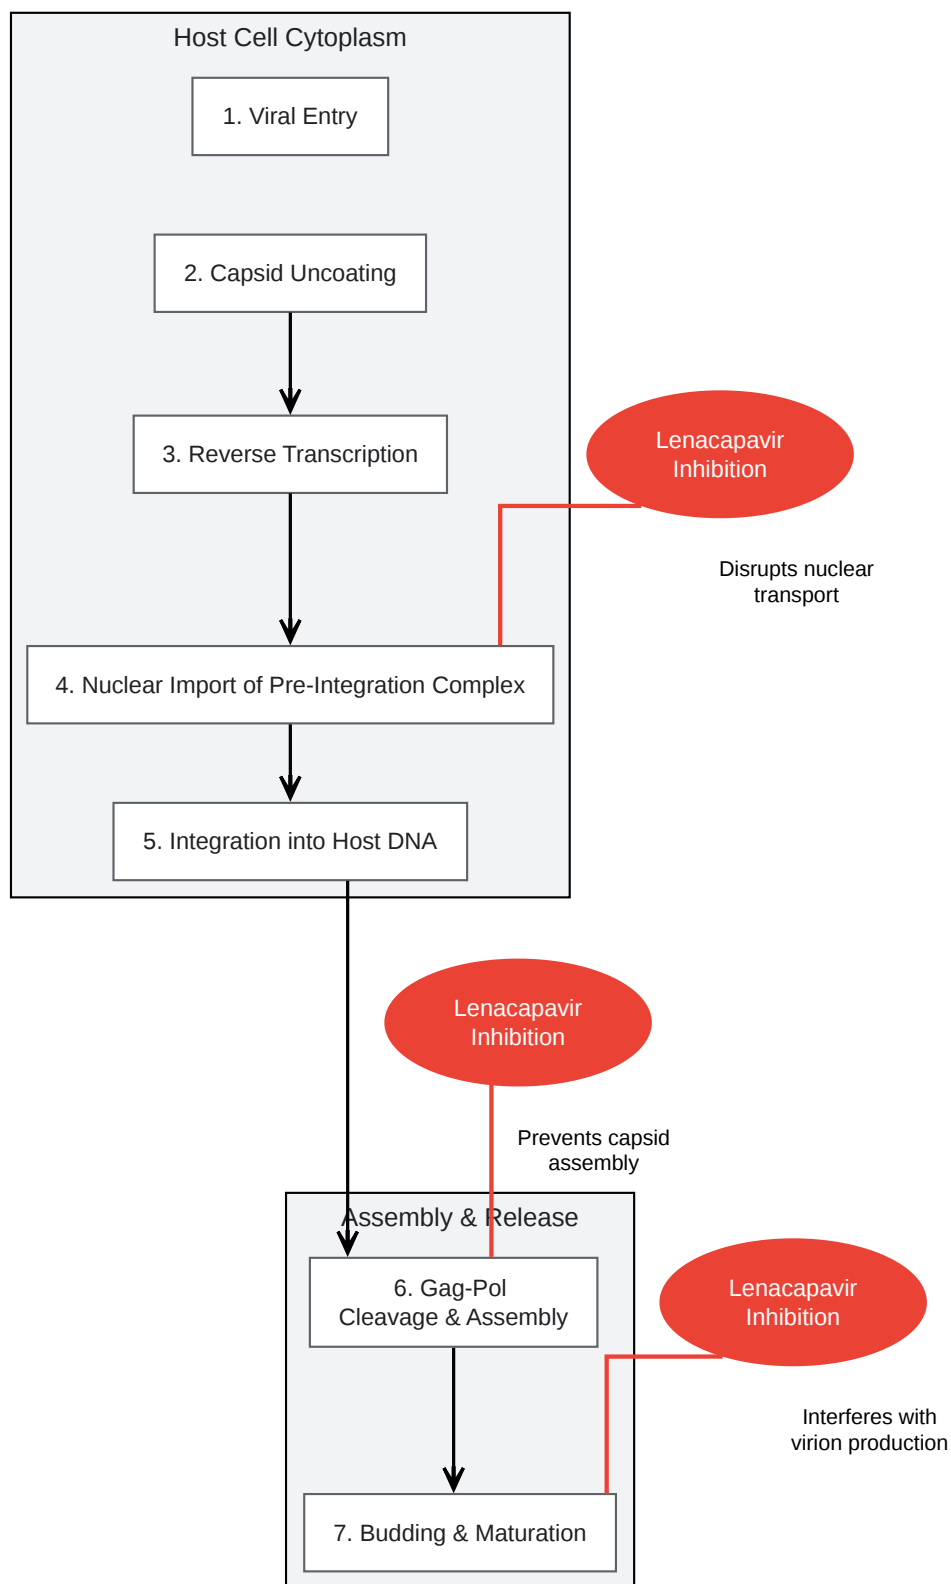 Host Cell Cytoplasm
1. Viral Entry
2. Capsid Uncoating
3. Reverse Transcription
Lenacapavir
Inhibition
Disrupts nuclear
transport
4. Nuclear Import of Pre-Integration Complex
5. Integration into Host DNA
Lenacapavir
Inhibition
Prevents capsid
assembly
Assembly & Release
6. Gag-Pol
Cleavage & Assembly
Lenacapavir
Inhibition
Interferes with
virion production
7. Budding & Maturation